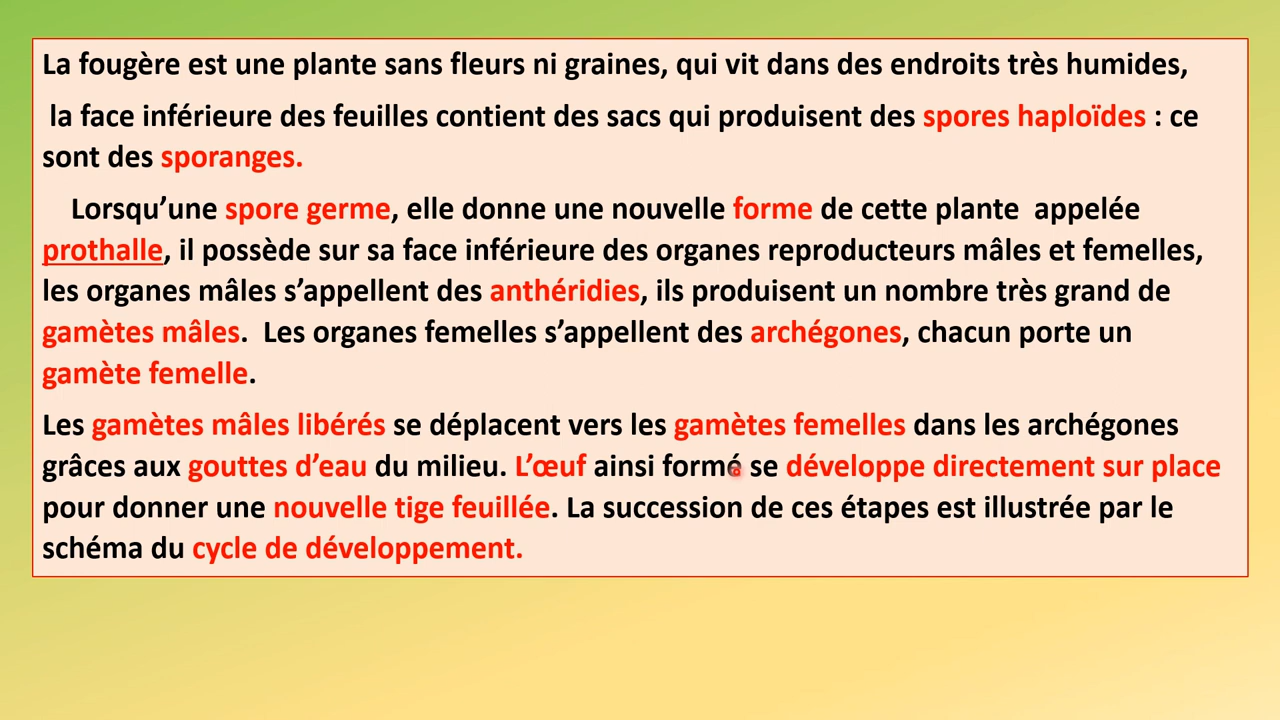 La fougère est une plante sans fleurs ni graines, qui vit dans des endroits très humides,
la face inférieure des feuilles contient des sacs qui produisent des spores haploïdes : ce
sont des sporanges.
Lorsqu’une spore germe, elle donne une nouvelle forme de cette plante appelée
prothalle, il possède sur sa face inférieure des organes reproducteurs mâles et femelles,
les organes mâles s’appellent des anthéridies, ils produisent un nombre très grand de
gamètes mâles. Les organes femelles s’appellent des archégones, chacun porte un
gamète femelle.
Les gamètes mâles libérés se déplacent vers les gamètes femelles dans les archégones
grâces aux gouttes d’eau du milieu. L’œuf ainsi formé se développe directement sur place
pour donner une nouvelle tige feuillée. La succession de ces étapes est illustrée par le
schéma du cycle de développement.